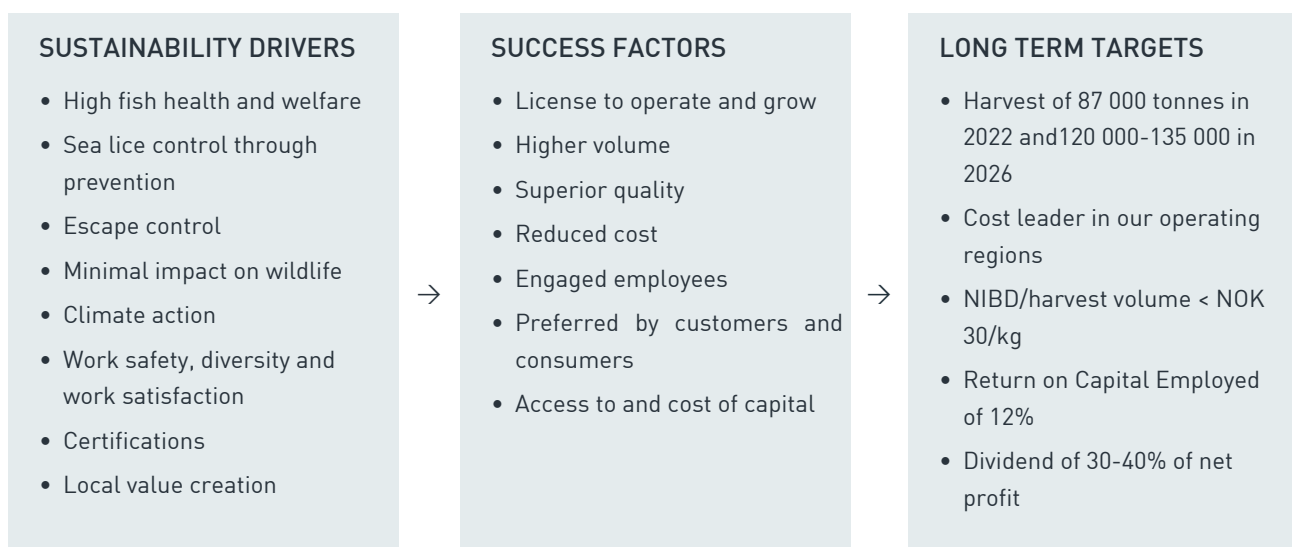 SUSTAINABILITY DRIVERS
• High fish health and welfare
• Sea lice control through
prevention
• Escape control
• Minimal impact on wildlife
• Climate action
• Work safety, diversity and
work satisfaction
• Certifications
• Local value creation
→
SUCCESS FACTORS
• License to operate and grow
• Higher volume
• Superior quality
• Reduced cost
• Engaged employees
• Preferred by customers and
consumers
• Access to and cost of capital
→
LONG TERM TARGETS
• Harvest of 87 000 tonnes in
2022 and120 000-135 000 in
2026
• Cost leader in our operating
regions
• NIBD/harvest volume < NOK
30/kg
• Return on Capital Employed
of 12%
• Dividend of 30-40% of net
profit